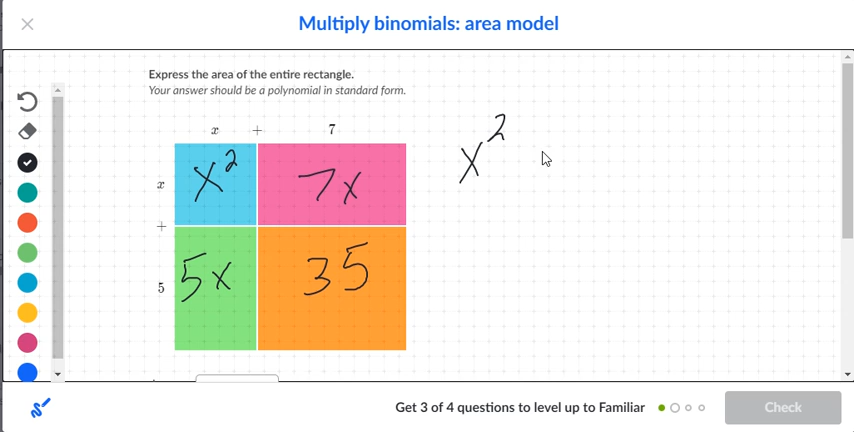 Multiply binomials: area model
Express the area of the entire rectangle.
Your answer should be a polynomial in standard form.
x + 7
x
x²
7x
x²
+
5
5x
35
Get 3 of 4 questions to level up to Familiar
Check